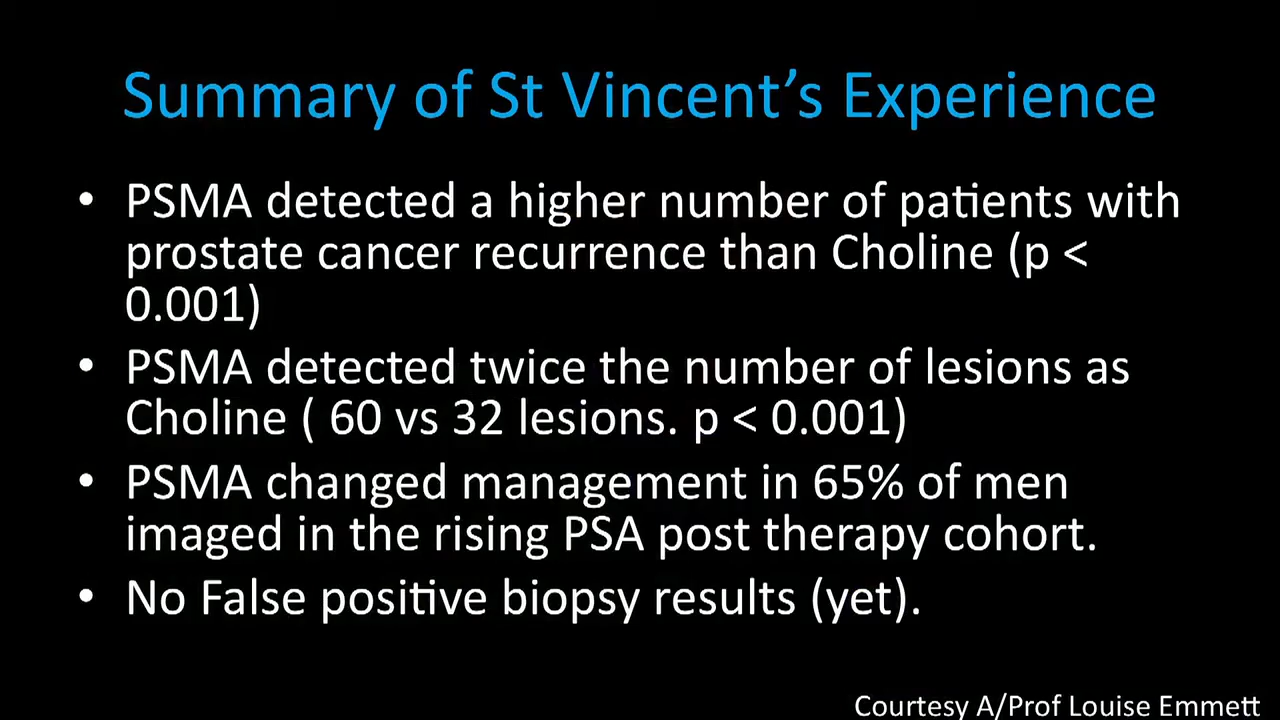 Summary of St Vincent’s Experience
• PSMA detected a higher number of patients with
prostate cancer recurrence than Choline (p <
0.001)
• PSMA detected twice the number of lesions as
Choline ( 60 vs 32 lesions. p < 0.001)
• PSMA changed management in 65% of men
imaged in the rising PSA post therapy cohort.
• No False positive biopsy results (yet).
Courtesy A/Prof Louise Emmett